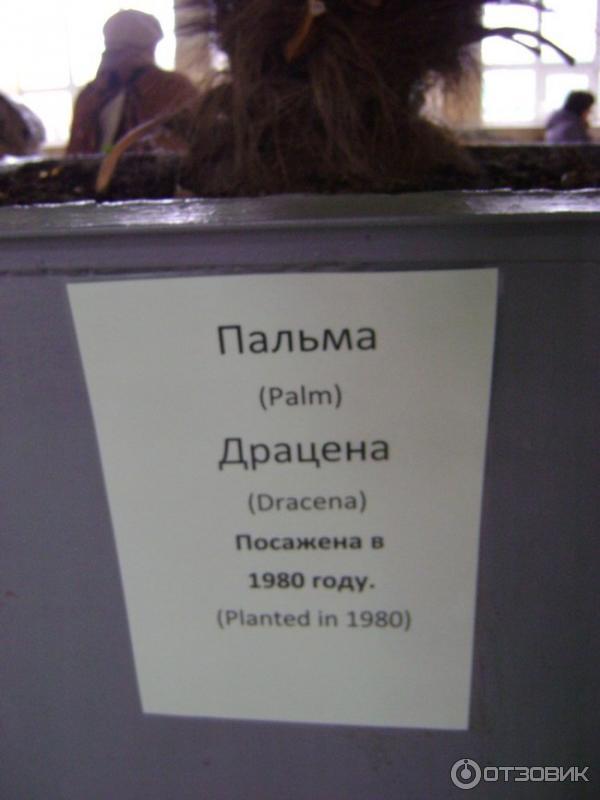 Пальма
(Palm)
Драцена
(Dracena)
Посажена в
1980 году.
(Planted in 1980)
ОТЗОВИК